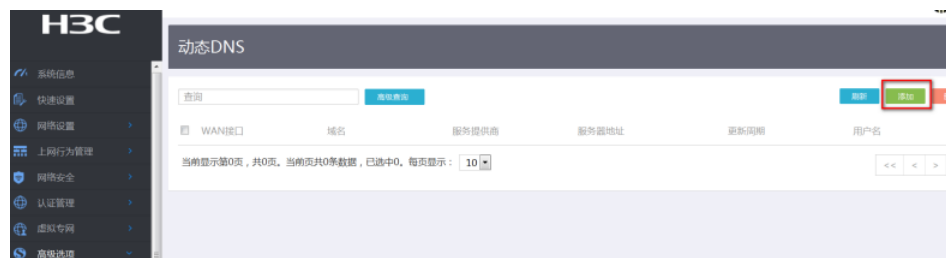 H3C
动态DNS
系统信息
快速设置
网络设置
上网行为管理
网络安全
认证管理
虚拟专网
高级选项
查询 高级查询 刷新 添加
WAN接口 域名 服务提供商 服务器地址 更新周期 用户名
当前显示第0页，共0页。当前页共0条数据，已选中0。每页显示： 10
<< < >